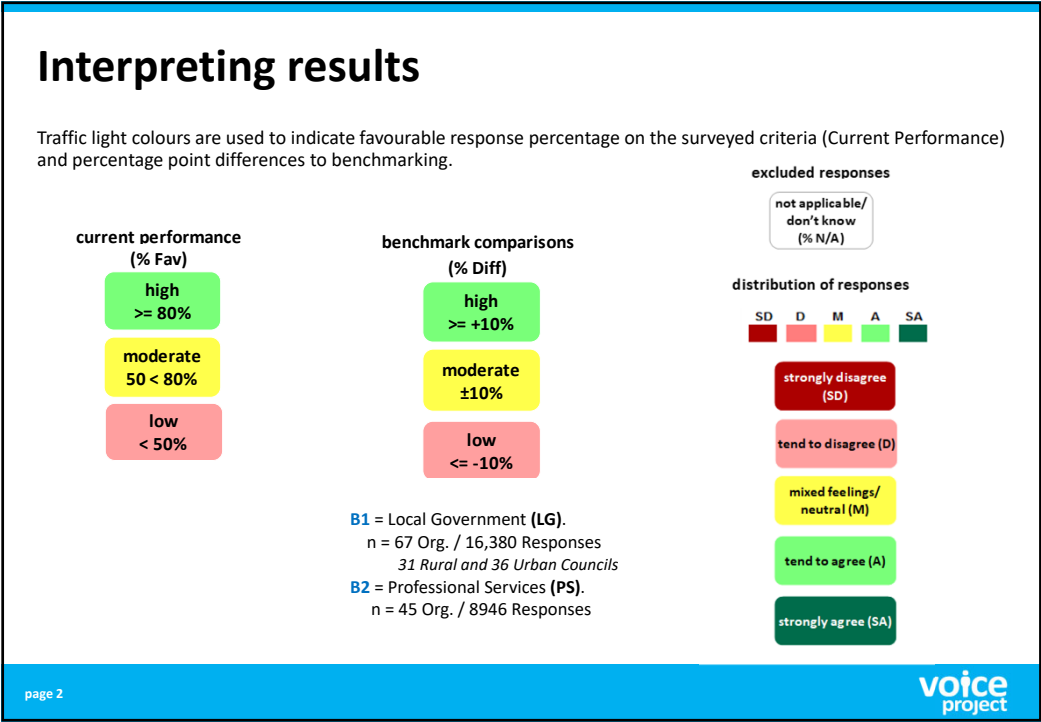 Interpreting results
Traffic light colours are used to indicate favourable response percentage on the surveyed criteria (Current Performance)
and percentage point differences to benchmarking.
current performance
(% Fav)
high
>= 80%
moderate
50 < 80%
low
< 50%
benchmark comparisons
(% Diff)
high
>= +10%
moderate
±10%
low
<= -10%
B1 = Local Government (LG).
n = 67 Org. / 16,380 Responses
31 Rural and 36 Urban Councils
B2 = Professional Services (PS).
n = 45 Org. / 8946 Responses
excluded responses
not applicable/
don't know
(% N/A)
distribution of responses
SD D M A SA
strongly disagree
(SD)
tend to disagree (D)
mixed feelings/
neutral (M)
tend to agree (A)
strongly agree (SA)
page 2
voice
project